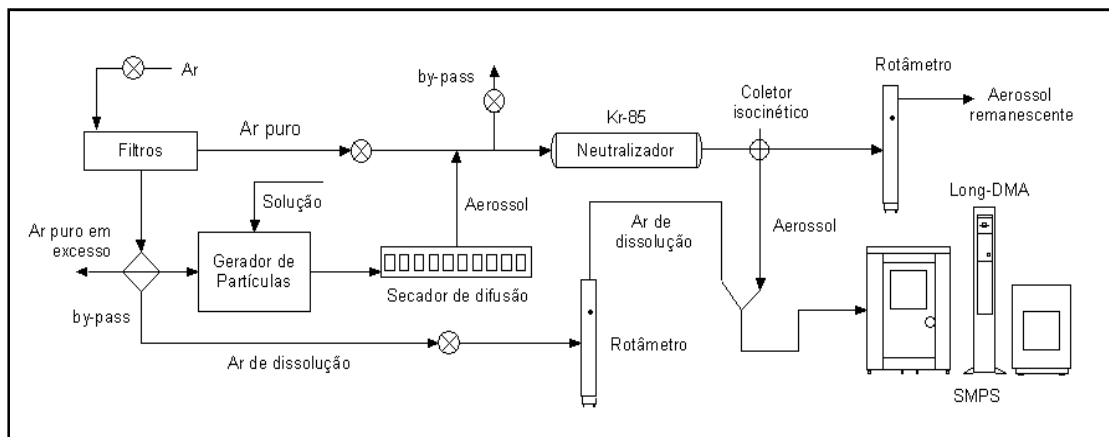 Ar
by-pass
Rotâmetro
Coletor
isocinético
Aerossol
remanescente
Kr-85
Ar puro
Filtros
Neutralizador
Solução
Aerossol
Long-DMA
Ar de
dissolução
Aerossol
Ar puro em
excesso
Gerador de
Partículas
Secador de difusão
by-pass
Ar de dissolução
Rotâmetro
SMPS